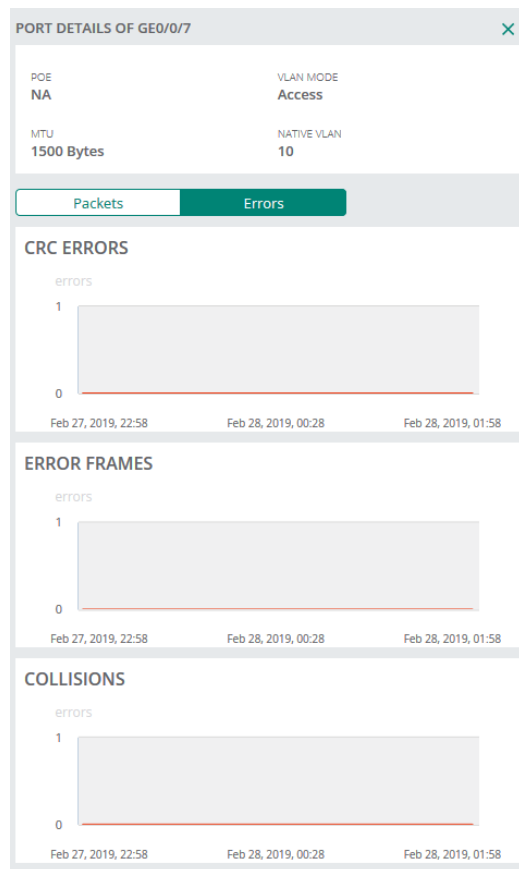 PORT DETAILS OF GE0/0/7 ×
POE VLAN MODE
NA Access
MTU NATIVE VLAN
1500 Bytes 10
Packets Errors
CRC ERRORS
errors
1
0
Feb 27, 2019, 22:58 Feb 28, 2019, 00:28 Feb 28, 2019, 01:58
ERROR FRAMES
errors
1
0
Feb 27, 2019, 22:58 Feb 28, 2019, 00:28 Feb 28, 2019, 01:58
COLLISIONS
errors
1
0
Feb 27, 2019, 22:58 Feb 28, 2019, 00:28 Feb 28, 2019, 01:58